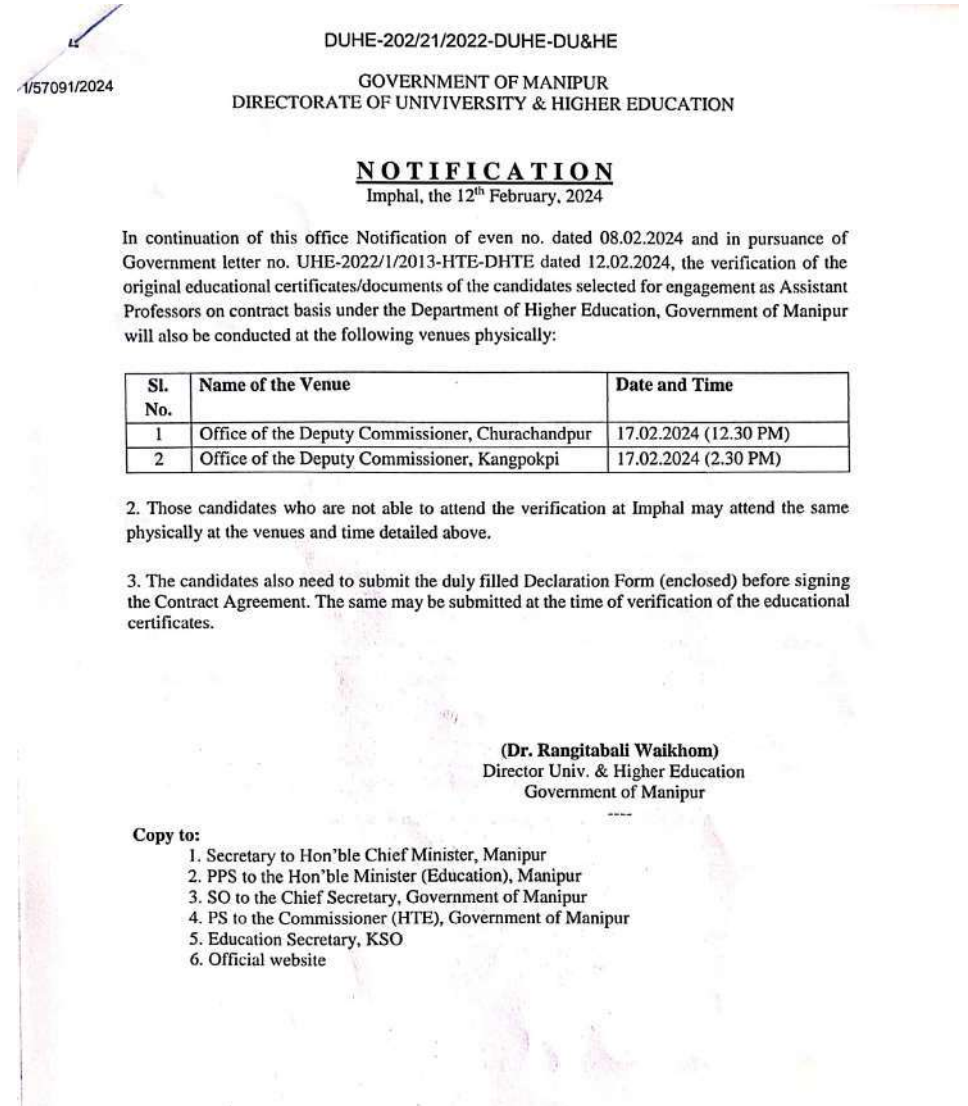 DUHE-202/21/2022-DUHE-DU&HE
1/57091/2024
GOVERNMENT OF MANIPUR
DIRECTORATE OF UNIVIVERSITY & HIGHER EDUCATION
NOTIFICATION
Imphal, the 12th February, 2024
In continuation of this office Notification of even no. dated 08.02.2024 and in pursuance of
Government letter no. UHE-2022/1/2013-HTE-DHTE dated 12.02.2024, the verification of the
original educational certificates/documents of the candidates selected for engagement as Assistant
Professors on contract basis under the Department of Higher Education, Government of Manipur
will also be conducted at the following venues physically:
Sl. No. Name of the Venue Date and Time
1 Office of the Deputy Commissioner, Churachandpur 17.02.2024 (12.30 PM)
2 Office of the Deputy Commissioner, Kangpokpi 17.02.2024 (2.30 PM)
2. Those candidates who are not able to attend the verification at Imphal may attend the same
physically at the venues and time detailed above.
3. The candidates also need to submit the duly filled Declaration Form (enclosed) before signing
the Contract Agreement. The same may be submitted at the time of verification of the educational
certificates.
(Dr. Rangitabali Waikhom)
Director Univ. & Higher Education
Government of Manipur
----
Copy to:
1. Secretary to Hon'ble Chief Minister, Manipur
2. PPS to the Hon'ble Minister (Education), Manipur
3. SO to the Chief Secretary, Government of Manipur
4. PS to the Commissioner (HTE), Government of Manipur
5. Education Secretary, KSO
6. Official website